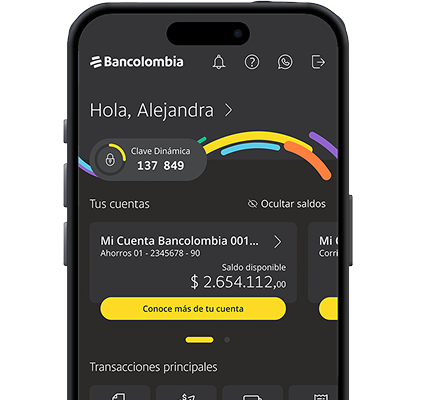 Bancolombia
Hola, Alejandra
Clave Dinámica
137 849
Tus cuentas
Ocultar saldos
Mi Cuenta Bancolombia 001...
Ahorros 01 - 2345678 - 90
Saldo disponible
$ 2.654.112,00
Conoce más de tu cuenta
Mi
Corri
Transacciones principales